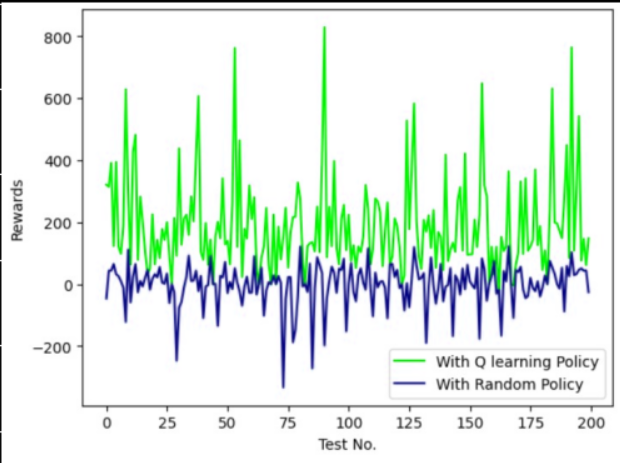 800
600
400
200
0
−200
Rewards
0 25 50 75 100 125 150 175 200
Test No.
With Q learning Policy
With Random Policy